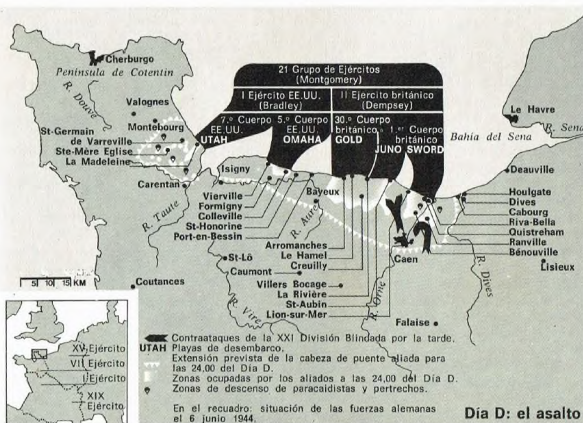 Cherburgo
Península de Cotentin
R. Douve
Valognes
Montebourg
St-Germain
de Varreville
Ste-Mère Eglise
La Madeleine
Carentan
R. Taute
Coutances
21 Grupo de Ejércitos
(Montgomery)
I Ejército EE.UU.
(Bradley)
II Ejército británico
(Dempsey)
7.º Cuerpo
EE.UU.
UTAH
5.º Cuerpo
EE.UU.
OMAHA
30.º Cuerpo
británico
GOLD
1.er Cuerpo
británico
JUNO SWORD
Isigny
Vierville
Formigny
Colleville
St-Honorine
Port-en-Bessin
Bayeux
R. Aure
Arromanches
Le Hamel
Creuilly
St-Lô
Caumont
Villers Bocage
La Rivière
St-Aubin
Lion-sur-Mer
R. Vire
R. Orne
Caen
Falaise
Le Havre
R. Sena
Bahía del Sena
Deauville
Houlgate
Dives
Cabourg
Riva-Bella
Quistreham
Ranville
Bénouville
R. Dives
Lisieux
0 5 10 15 KM
XV Ejército
VII Ejército
I Ejército
XIX
Ejército
Contraataques de la XXI División Blindada por la tarde.
UTAH Playas de desembarco,
Extensión prevista de la cabeza de puente aliada para
las 24,00 del Día D.
Zonas ocupadas por los aliados a las 24,00 del Día D.
Zonas de descenso de paracaidistas y pertrechos.
En el recuadro: situación de las fuerzas alemanas
el 6 junio 1944.
Día D: el asalto